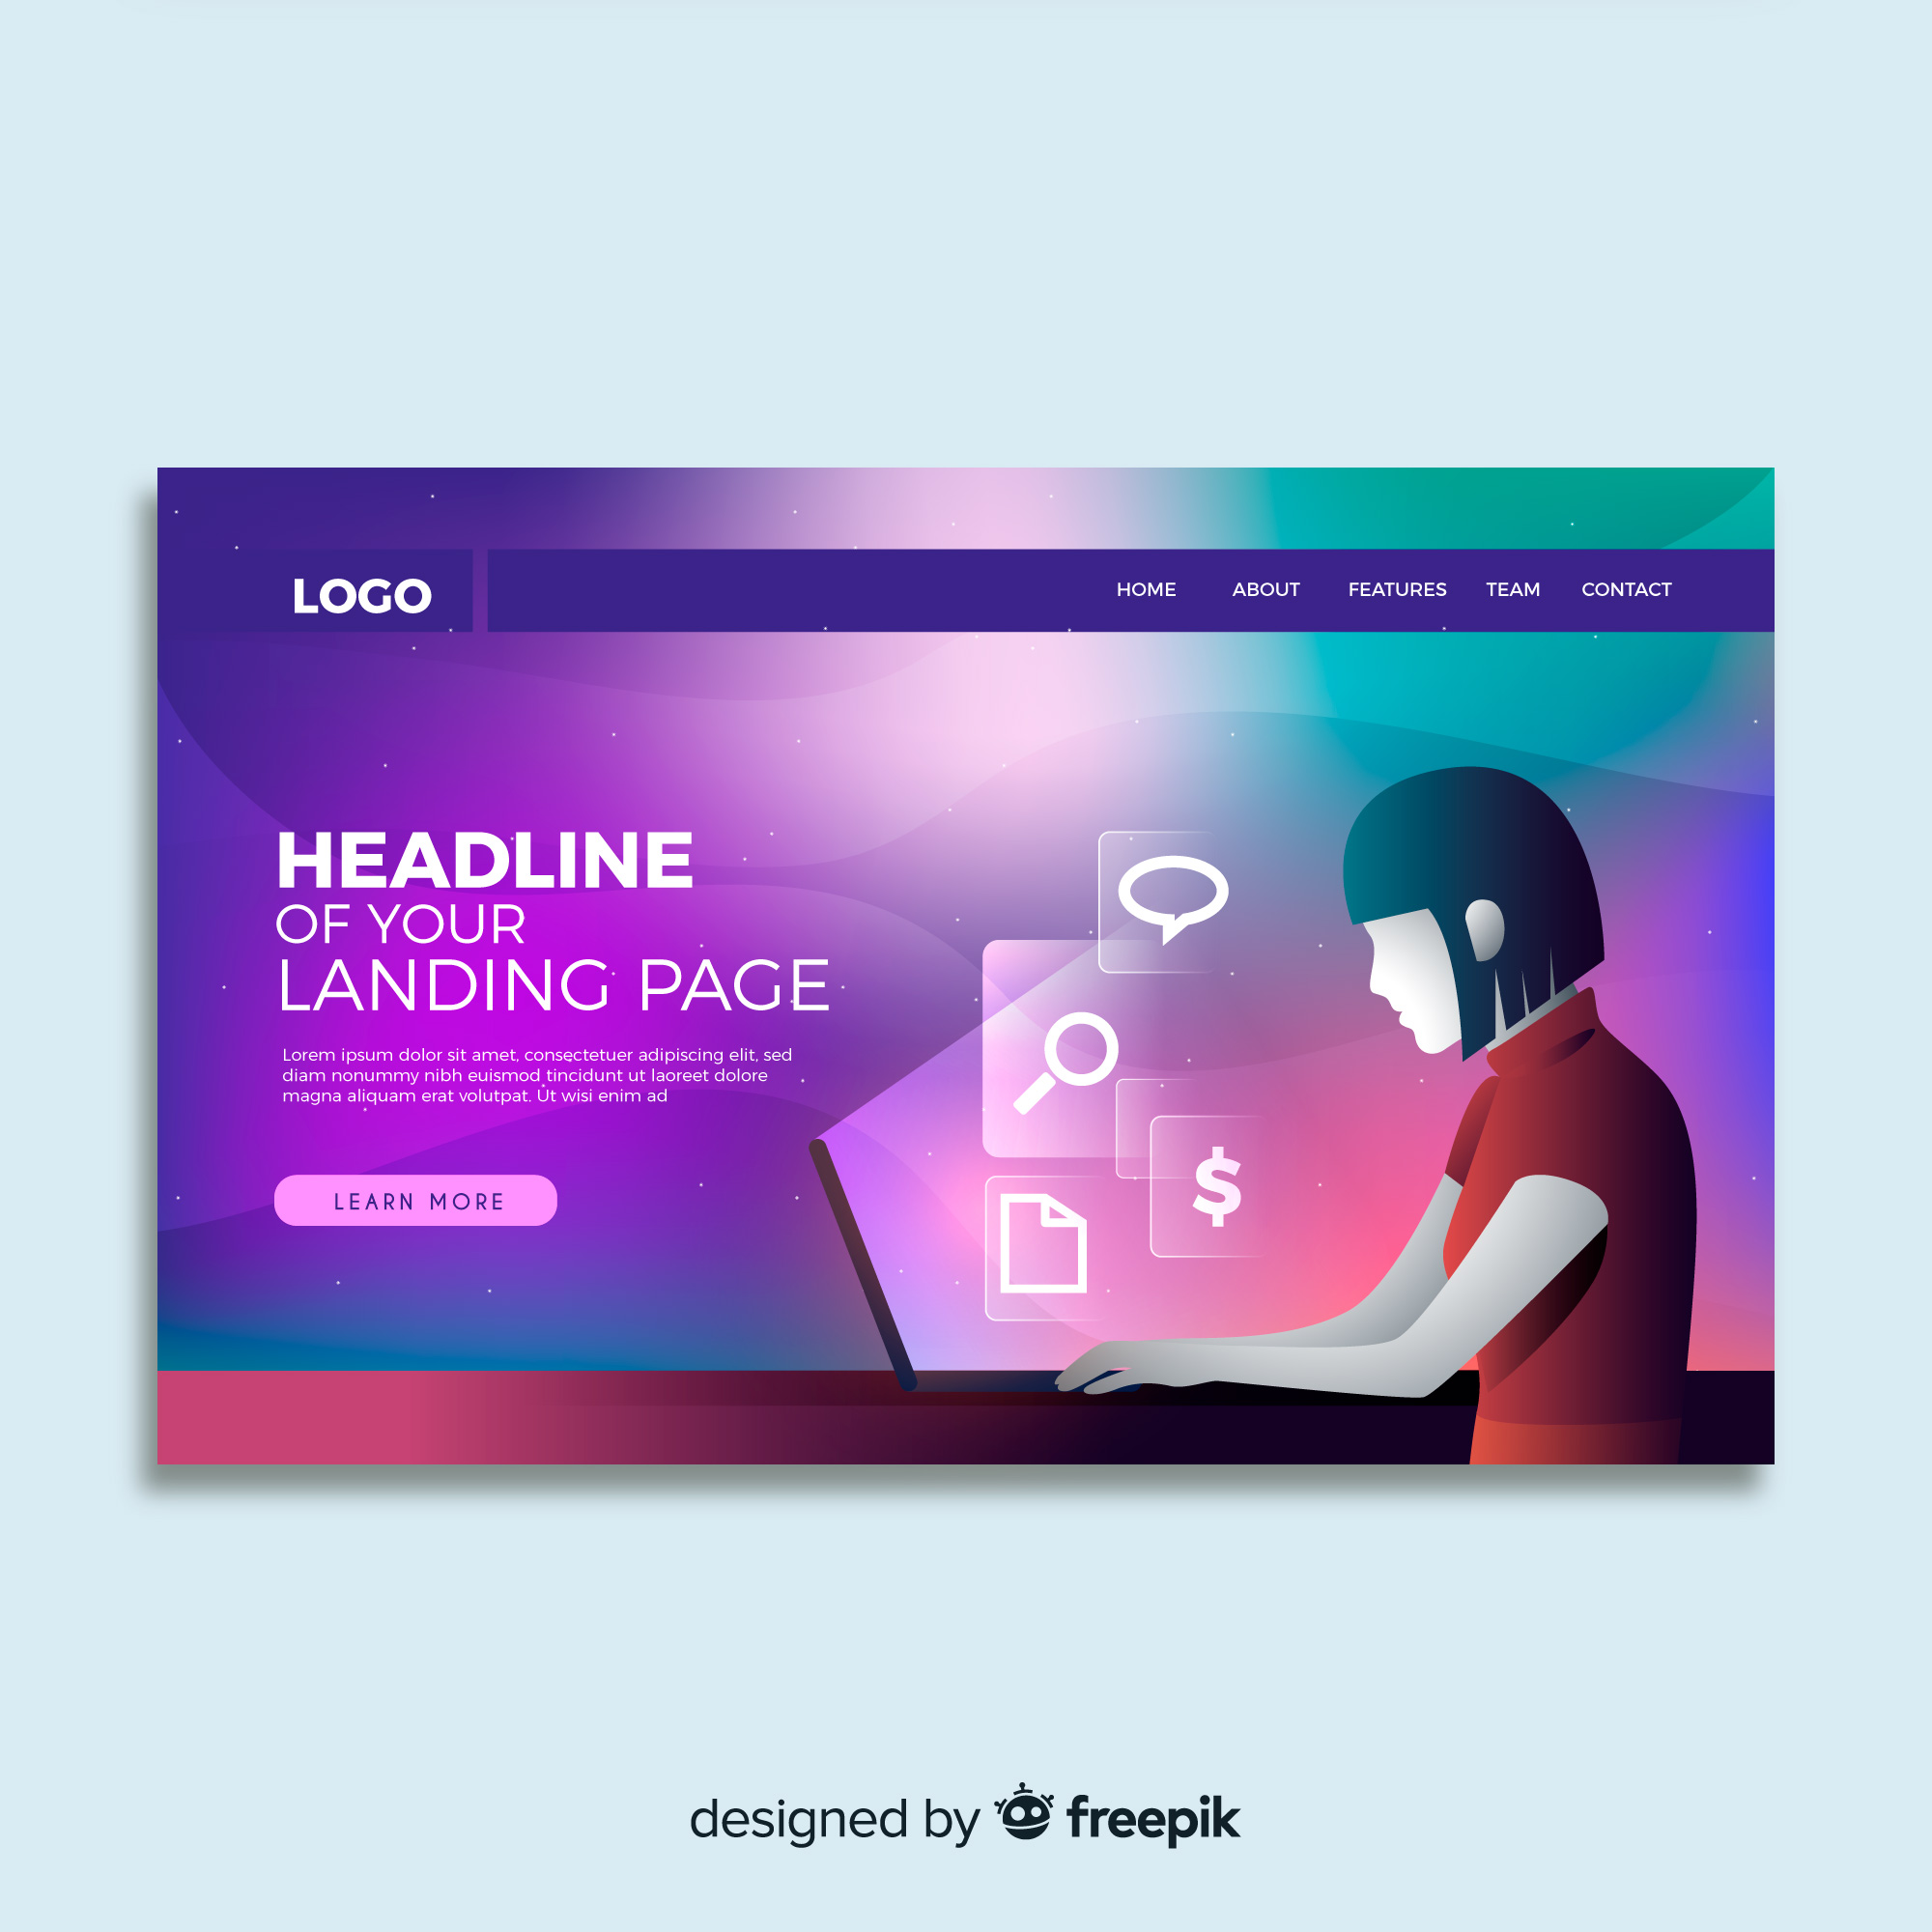 LOGO
HOME ABOUT FEATURES TEAM CONTACT
HEADLINE
OF YOUR
LANDING PAGE
Lorem ipsum dolor sit amet, consectetuer adipiscing elit, sed
diam nonummy nibh euismod tincidunt ut laoreet dolore
magna aliquam erat volutpat. Ut wisi enim ad
LEARN MORE
$
designed by freepik